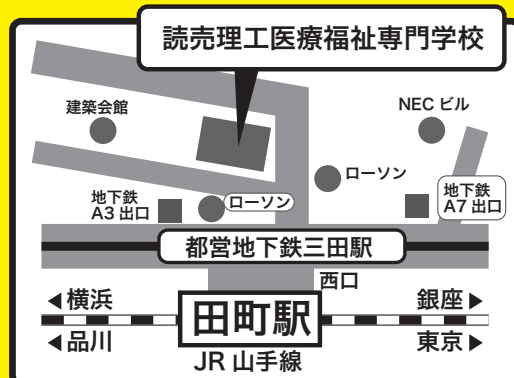 読売理工医療福祉専門学校
建築会館
NEC ビル
ローソン
地下鉄
A3 出口
ローソン
地下鉄
A7 出口
都営地下鉄三田駅
西口
◀横浜
銀座▶
田町駅
◀品川
東京▶
JR 山手線